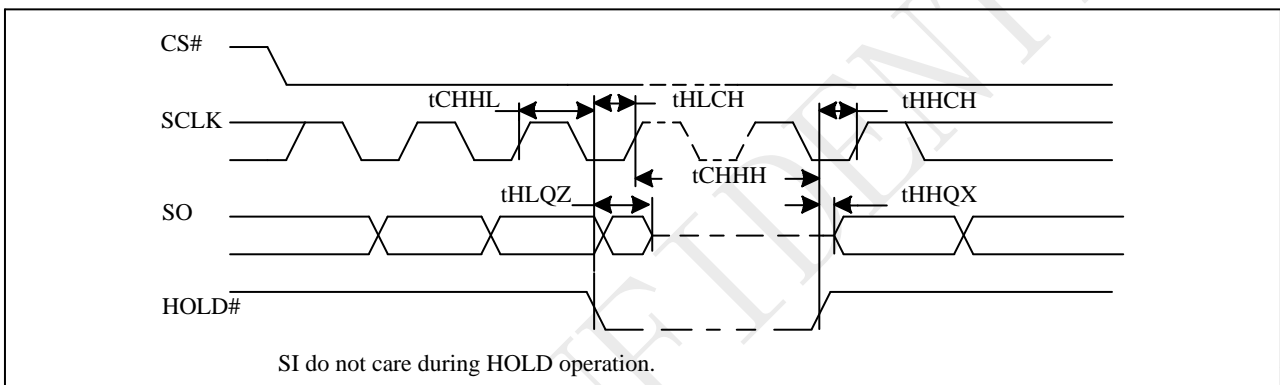 CS#
tCHHL
tHLCH
tHHCH
SCLK
tCHHH
tHLQZ
tHHQX
SO
HOLD#
SI do not care during HOLD operation.